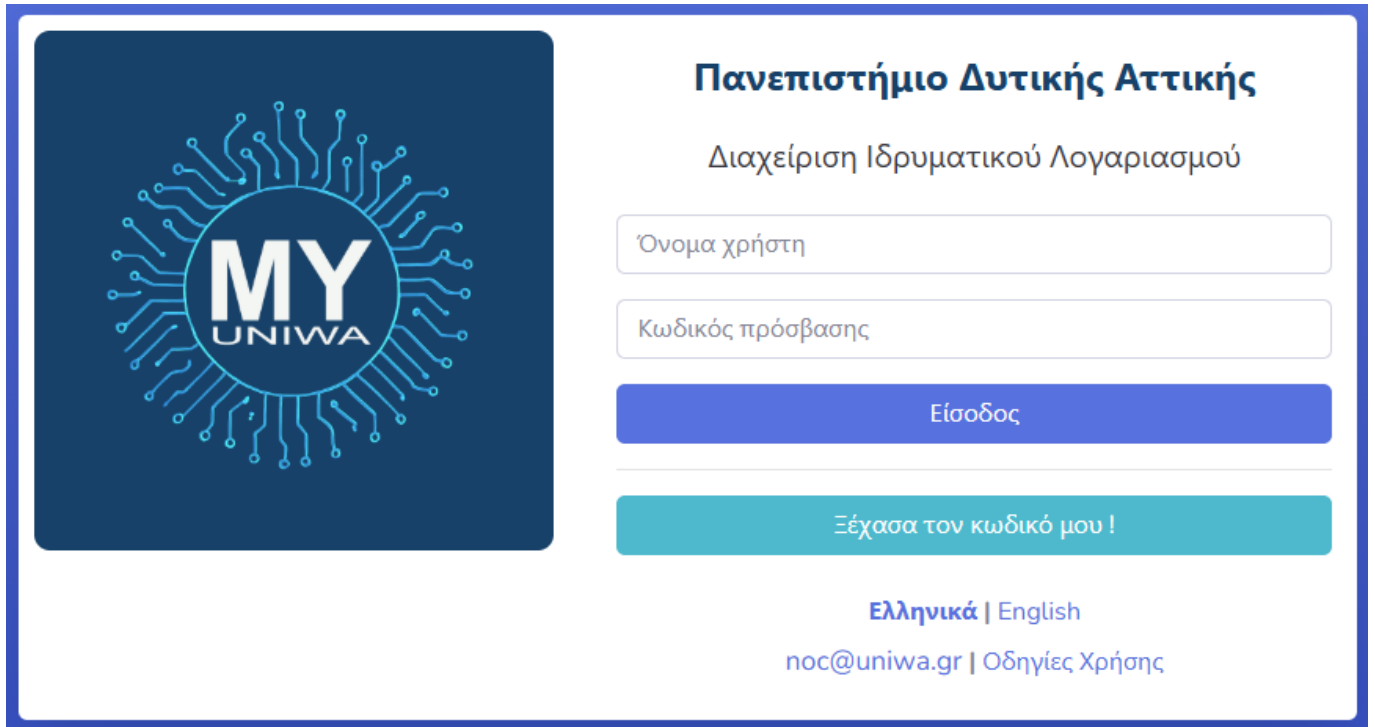 MY
UNIWA
Πανεπιστήμιο Δυτικής Αττικής
Διαχείριση Ιδρυματικού Λογαριασμού
Όνομα χρήστη
Κωδικός πρόσβασης
Είσοδος
Ξέχασα τον κωδικό μου !
Ελληνικά | English
noc@uniwa.gr | Οδηγίες Χρήσης